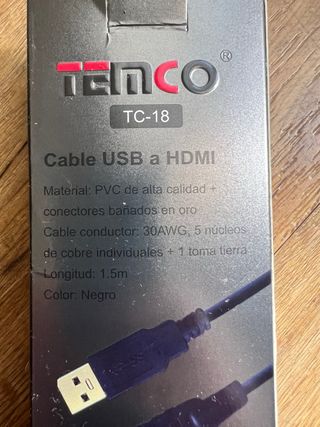 TEMCO®
TC-18
Cable USB a HDMI
Material: PVC de alta calidad +
conectores bañados en oro
Cable conductor: 30AWG, 5 núcleos
de cobre individuales + 1 toma tierra
Longitud: 1.5m
Color: Negro